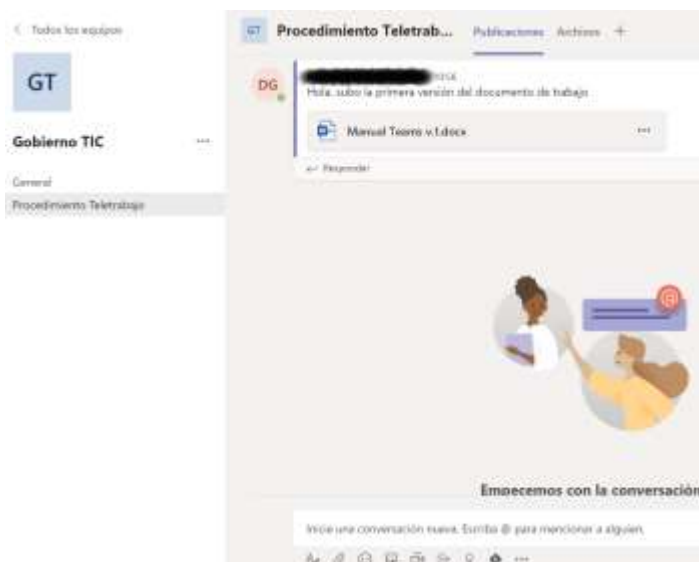 Todos los equipos
GT
Gobierno TIC
General
Procedimiento Teletrabajo
GT Procedimiento Teletrab... Publicaciones Archivos +
DG
Hola, subo la primera versión del documento de trabajo
Manual Teams v.1.docx
Responder
Empecemos con la conversación
Inicie una conversación nueva. Escriba @ para mencionar a alguien.